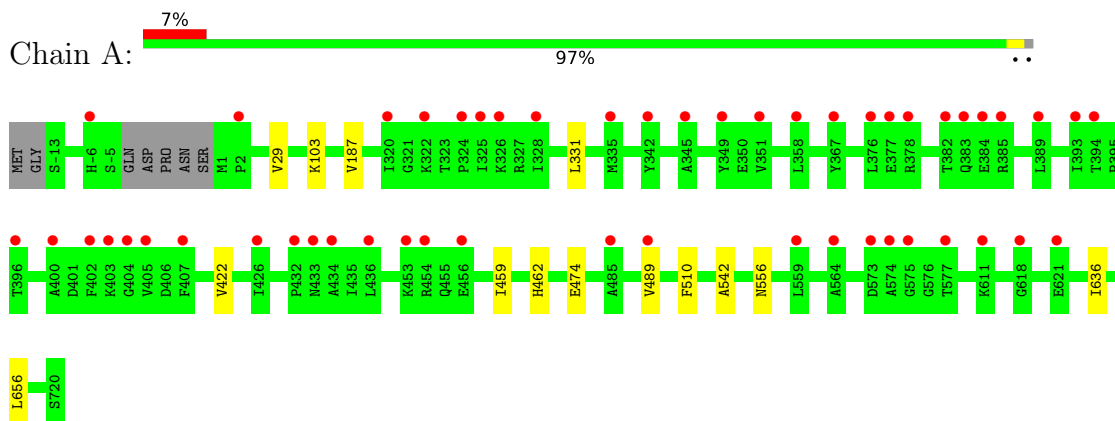 7%
Chain A:
97%
• •
MET GLY S-13 H-6 S-5 GLN ASP PRO ASN SER M1 P2 V29 K103 V187 I320 G321 K322 T323 P324 I325 K326 R327 I328 L331 M335 Y342 A345 Y349 E350 V351 L358 Y367 L376 E377 R378 T382 Q383 E384 R385 L389 I393 T394 P395
T396 A400 D401 F402 K403 G404 V405 D406 F407 V422 I426 P432 N433 A434 I435 L436 K453 R454 Q455 E456 I459 H462 E474 A485 V489 F510 A542 N556 L559 A564 D573 A574 G575 G576 T577 K611 G618 E621 I636
L656 S720